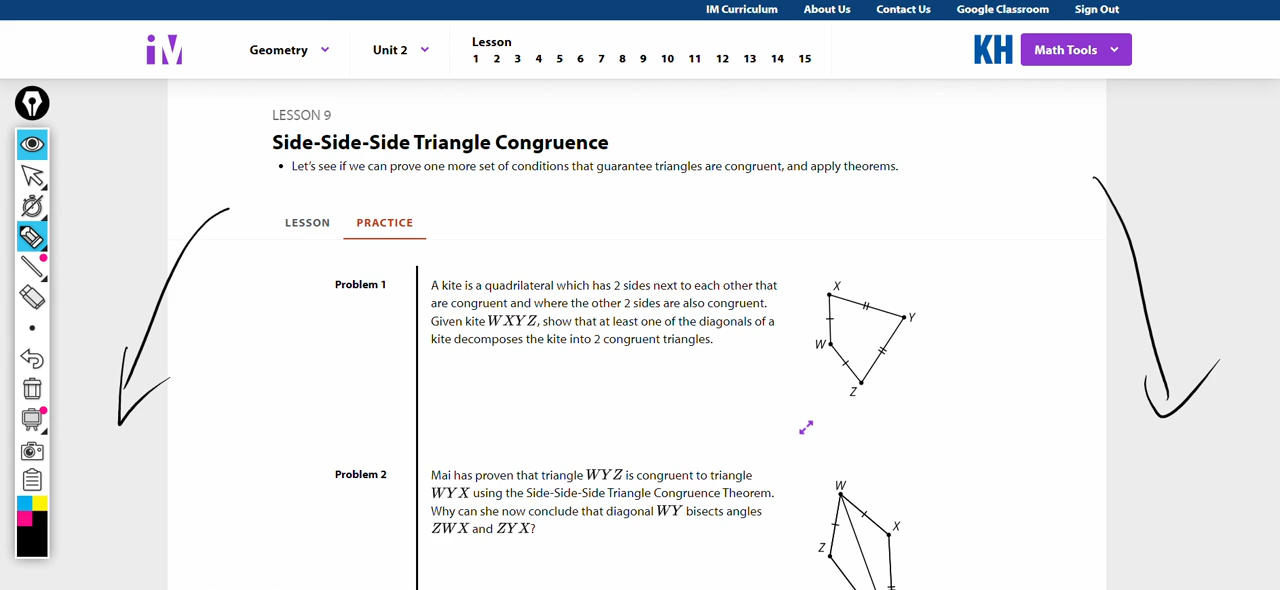 IM Curriculum About Us Contact Us Google Classroom Sign Out
iM Geometry Unit 2 Lesson
1 2 3 4 5 6 7 8 9 10 11 12 13 14 15
KH Math Tools
LESSON 9
Side-Side-Side Triangle Congruence
• Let's see if we can prove one more set of conditions that guarantee triangles are congruent, and apply theorems.
LESSON PRACTICE
Problem 1
A kite is a quadrilateral which has 2 sides next to each other that
are congruent and where the other 2 sides are also congruent.
Given kite WXYZ, show that at least one of the diagonals of a
kite decomposes the kite into 2 congruent triangles.
X
Y
W
Z
Problem 2
Mai has proven that triangle WYZ is congruent to triangle
WYX using the Side-Side-Side Triangle Congruence Theorem.
Why can she now conclude that diagonal WY bisects angles
ZWX and ZYX?
W
X
Z